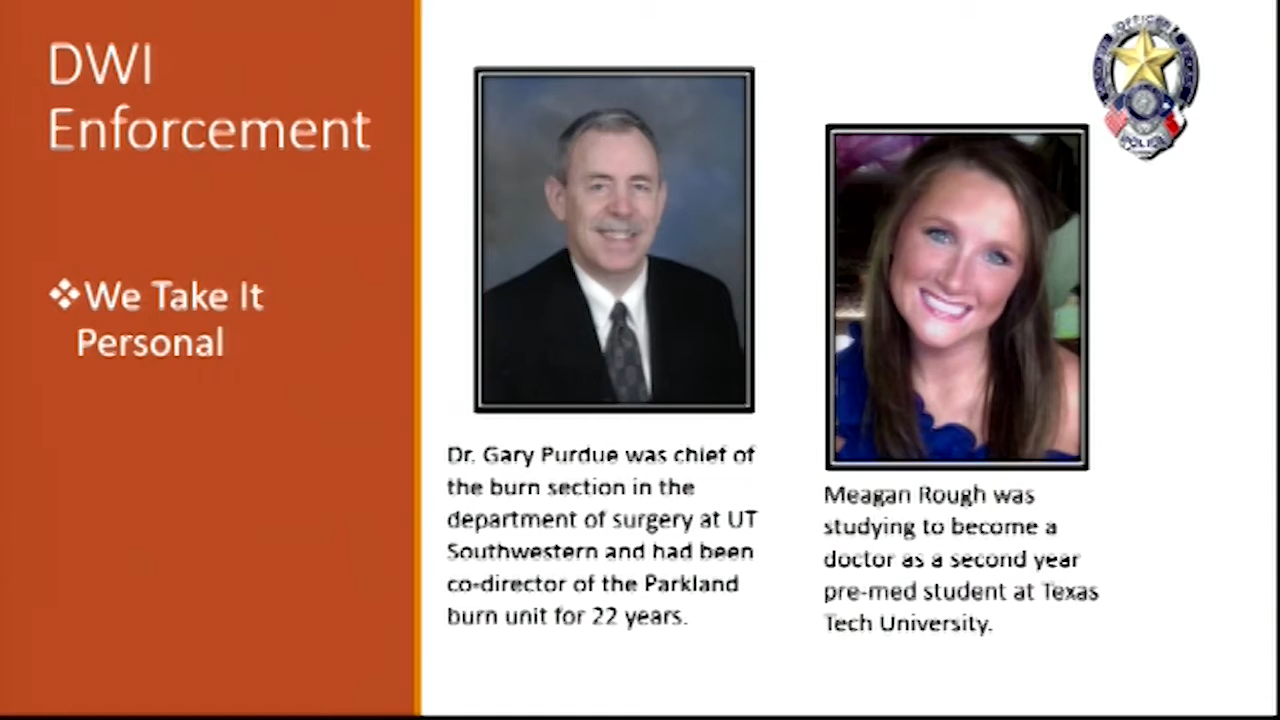 DWI
Enforcement
❖We Take It
Personal
Dr. Gary Purdue was chief of
the burn section in the
department of surgery at UT
Southwestern and had been
co-director of the Parkland
burn unit for 22 years.
Meagan Rough was
studying to become a
doctor as a second year
pre-med student at Texas
Tech University.
OFFICER
POLICE